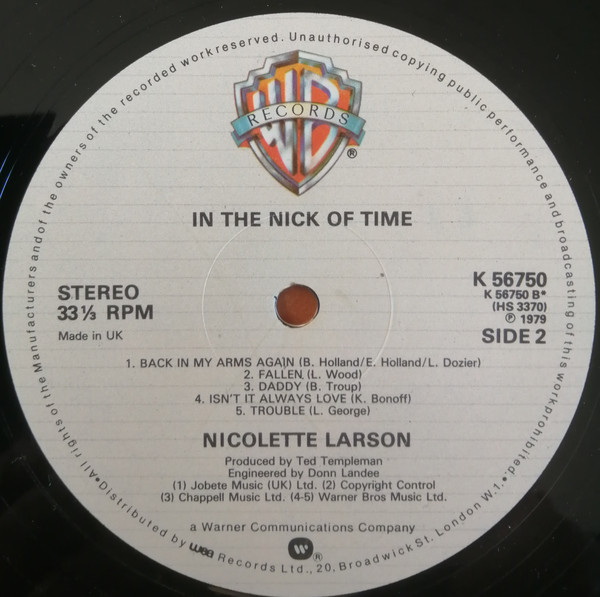 All rights of the Manufacturers and of the owners of the recorded work reserved. Unauthorised copying public performance and broadcasting of this work prohibited.
WB
RECORDS
®
IN THE NICK OF TIME
STEREO
33⅓ RPM
Made in UK
K 56750
K 56750 B*
(HS 3370)
℗ 1979
SIDE 2
1. BACK IN MY ARMS AGAIN (B. Holland/E. Holland/L. Dozier)
2. FALLEN (L. Wood)
3. DADDY (B. Troup)
4. ISN'T IT ALWAYS LOVE (K. Bonoff)
5. TROUBLE (L. George)
NICOLETTE LARSON
Produced by Ted Templeman
Engineered by Donn Landee
(1) Jobete Music (UK) Ltd. (2) Copyright Control
(3) Chappell Music Ltd. (4-5) Warner Bros Music Ltd.
a Warner Communications Company
®
•Distributed by wea Records Ltd., 20, Broadwick St. London W.1.•